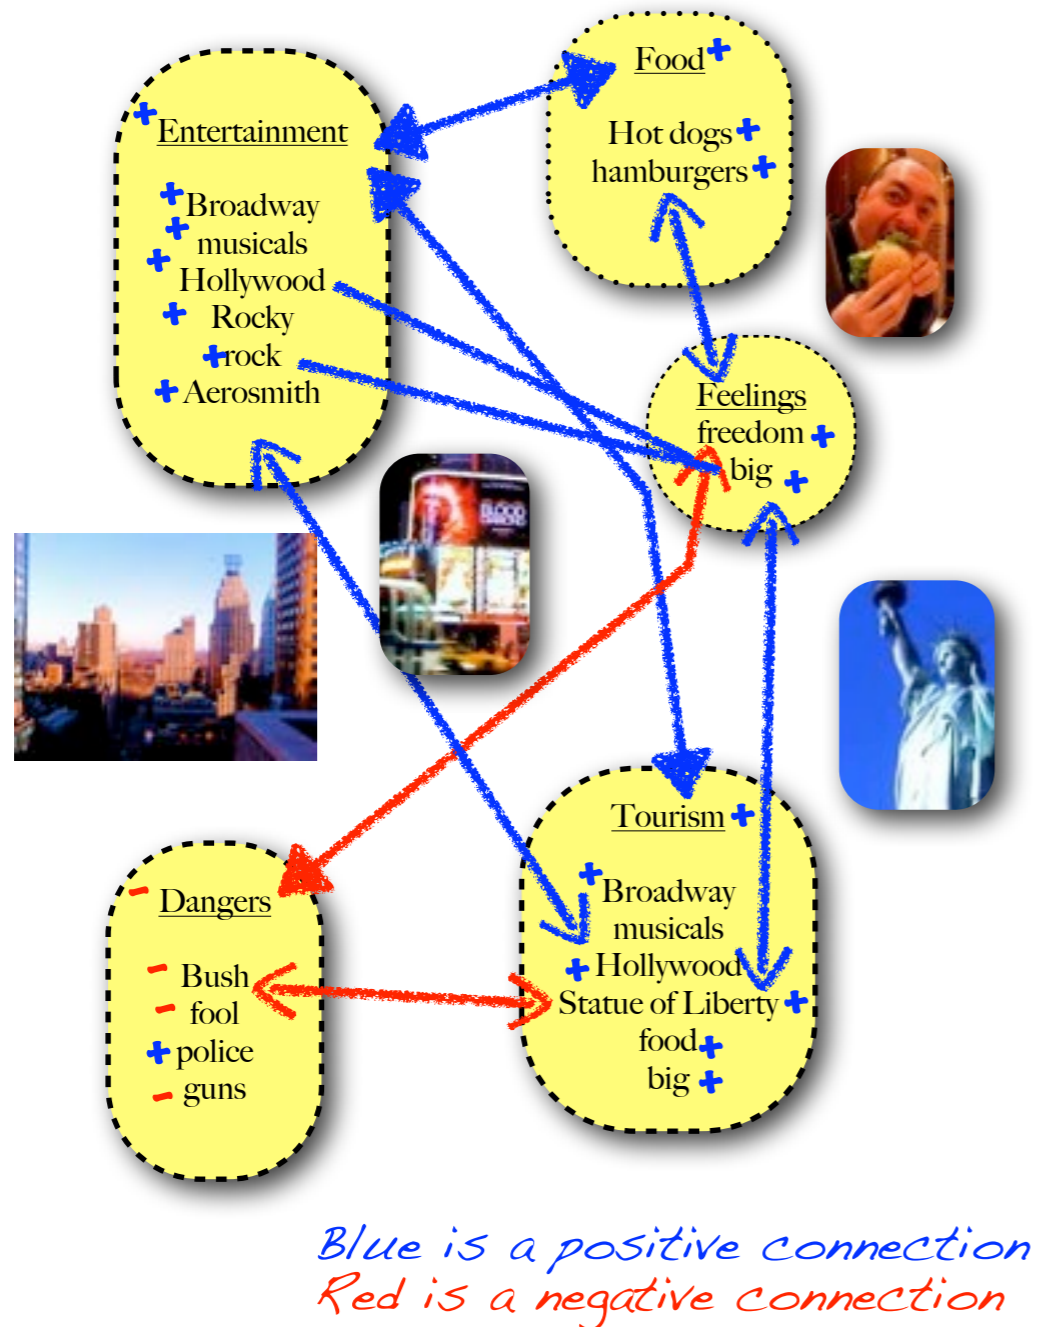 Entertainment
Broadway
musicals
Hollywood
Rocky
rock
Aerosmith
Food
Hot dogs
hamburgers
Feelings
freedom
big
BLOOD
Tourism
Broadway
musicals
Hollywood
Statue of Liberty
food
big
Dangers
Bush
fool
police
guns
Blue is a positive connection
Red is a negative connection